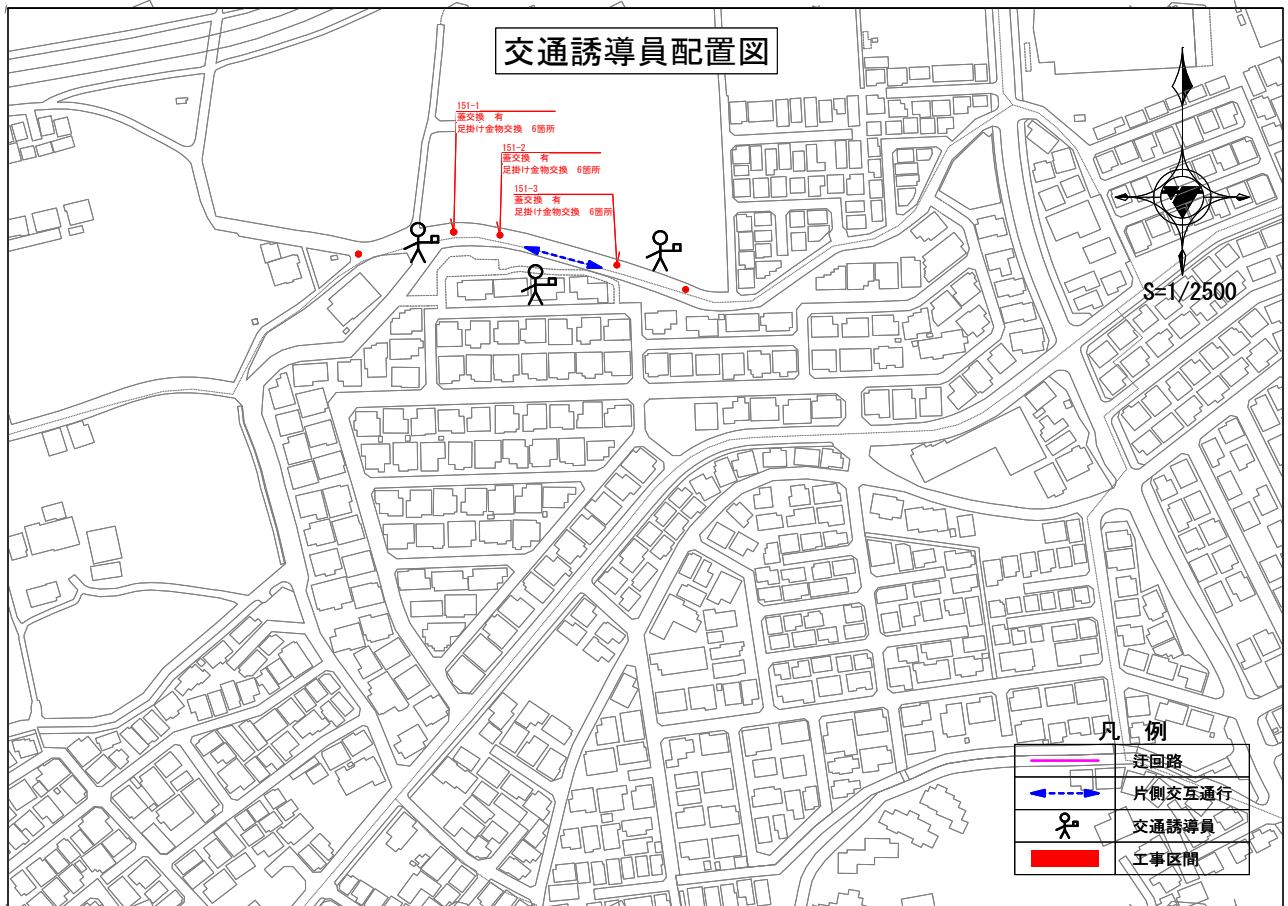 交通誘導員配置図
151-1
蓋交換 有
足掛け金物交換 6箇所
151-2
蓋交換 有
足掛け金物交換 6箇所
151-3
蓋交換 有
足掛け金物交換 6箇所
S=1/2500
凡 例
迂回路
片側交互通行
交通誘導員
工事区間